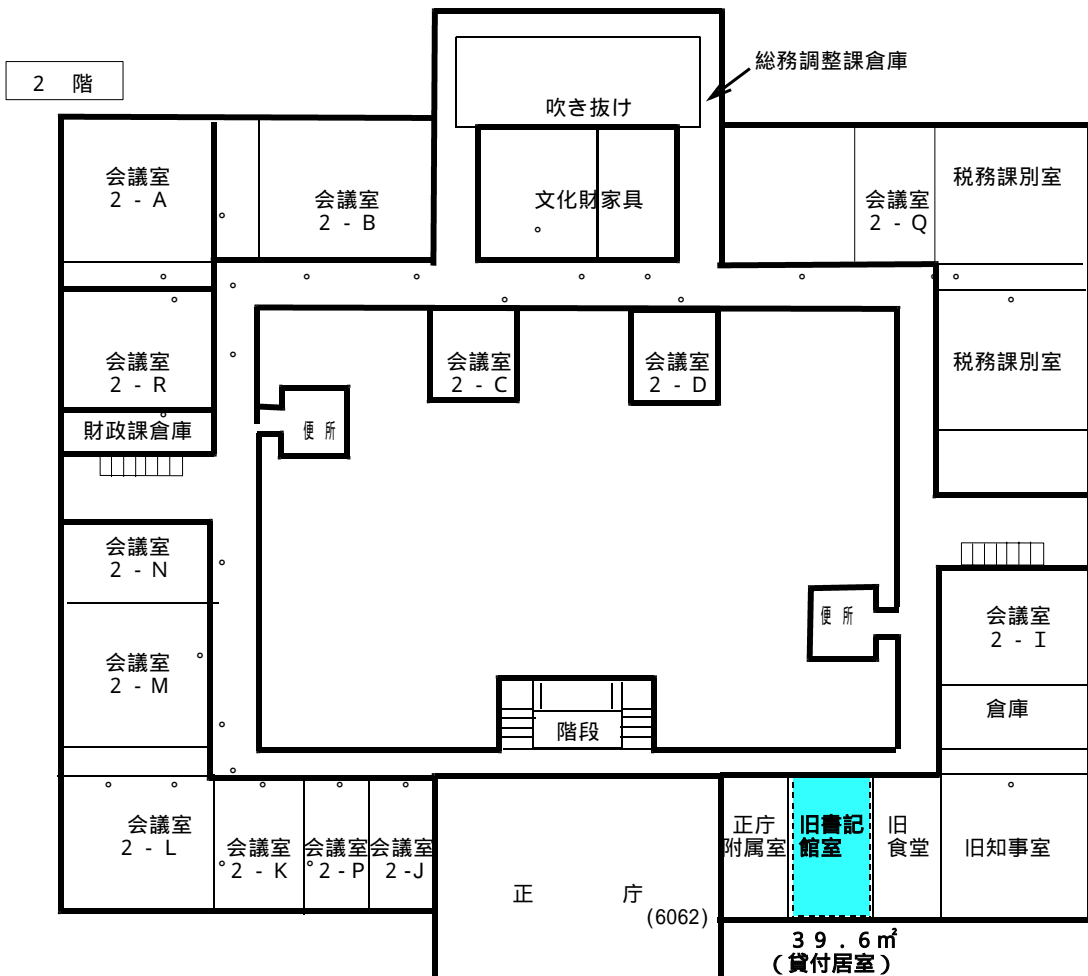 2 階
総務調整課倉庫
吹き抜け
会議室
2 - A
会議室
2 - B
文化財家具
会議室
2 - Q
税務課別室
会議室
2 - R
会議室
2 - C
会議室
2 - D
税務課別室
財政課倉庫
便 所
会議室
2 - N
便 所
会議室
2 - I
会議室
2 - M
倉庫
階段
会議室
2 - L
会議室
2 - K
会議室
2 - P
会議室
2 -J
正 庁
(6062)
正庁
附属室
旧書記
館室
旧
食堂
旧知事室
39.6㎡
(貸付居室)